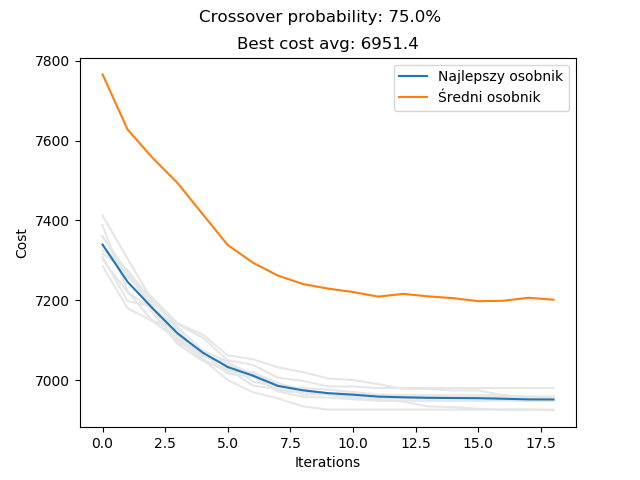 Crossover probability: 75.0%
Best cost avg: 6951.4
7800
7600
7400
7200
7000
Cost
Najlepszy osobnik
Średni osobnik
0.0 2.5 5.0 7.5 10.0 12.5 15.0 17.5
Iterations